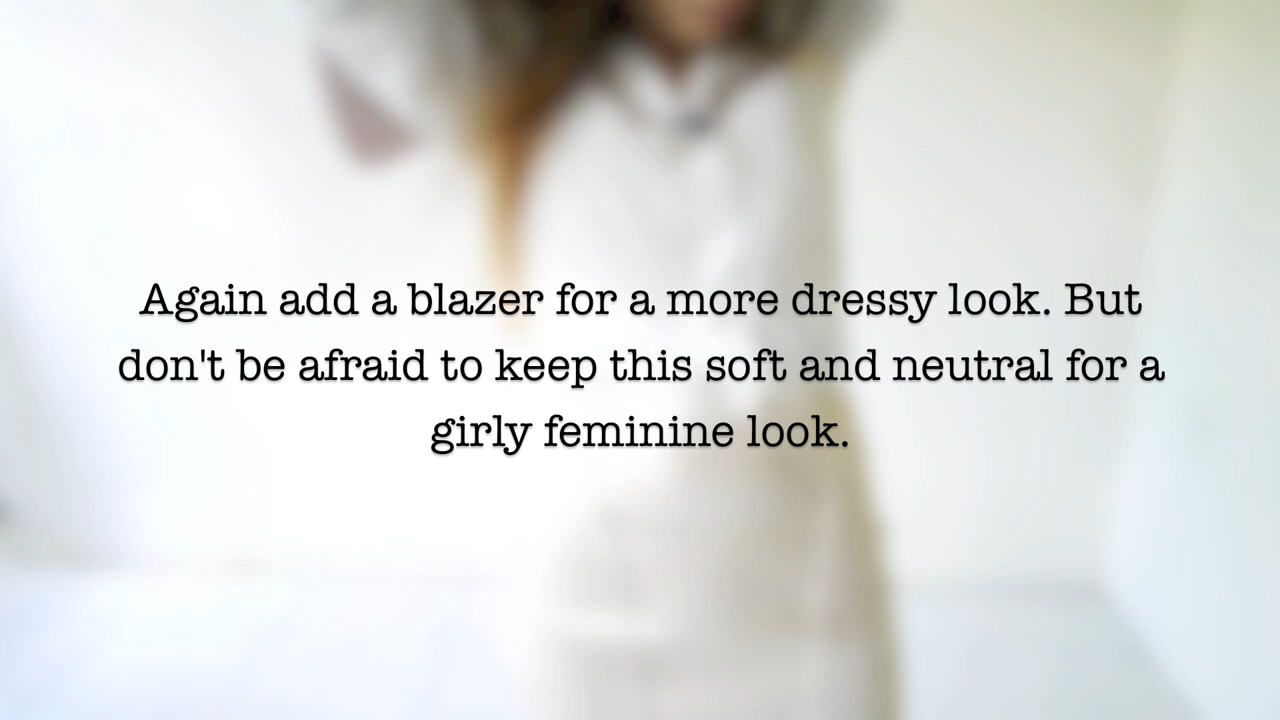 Again add a blazer for a more dressy look. But
don't be afraid to keep this soft and neutral for a
girly feminine look.